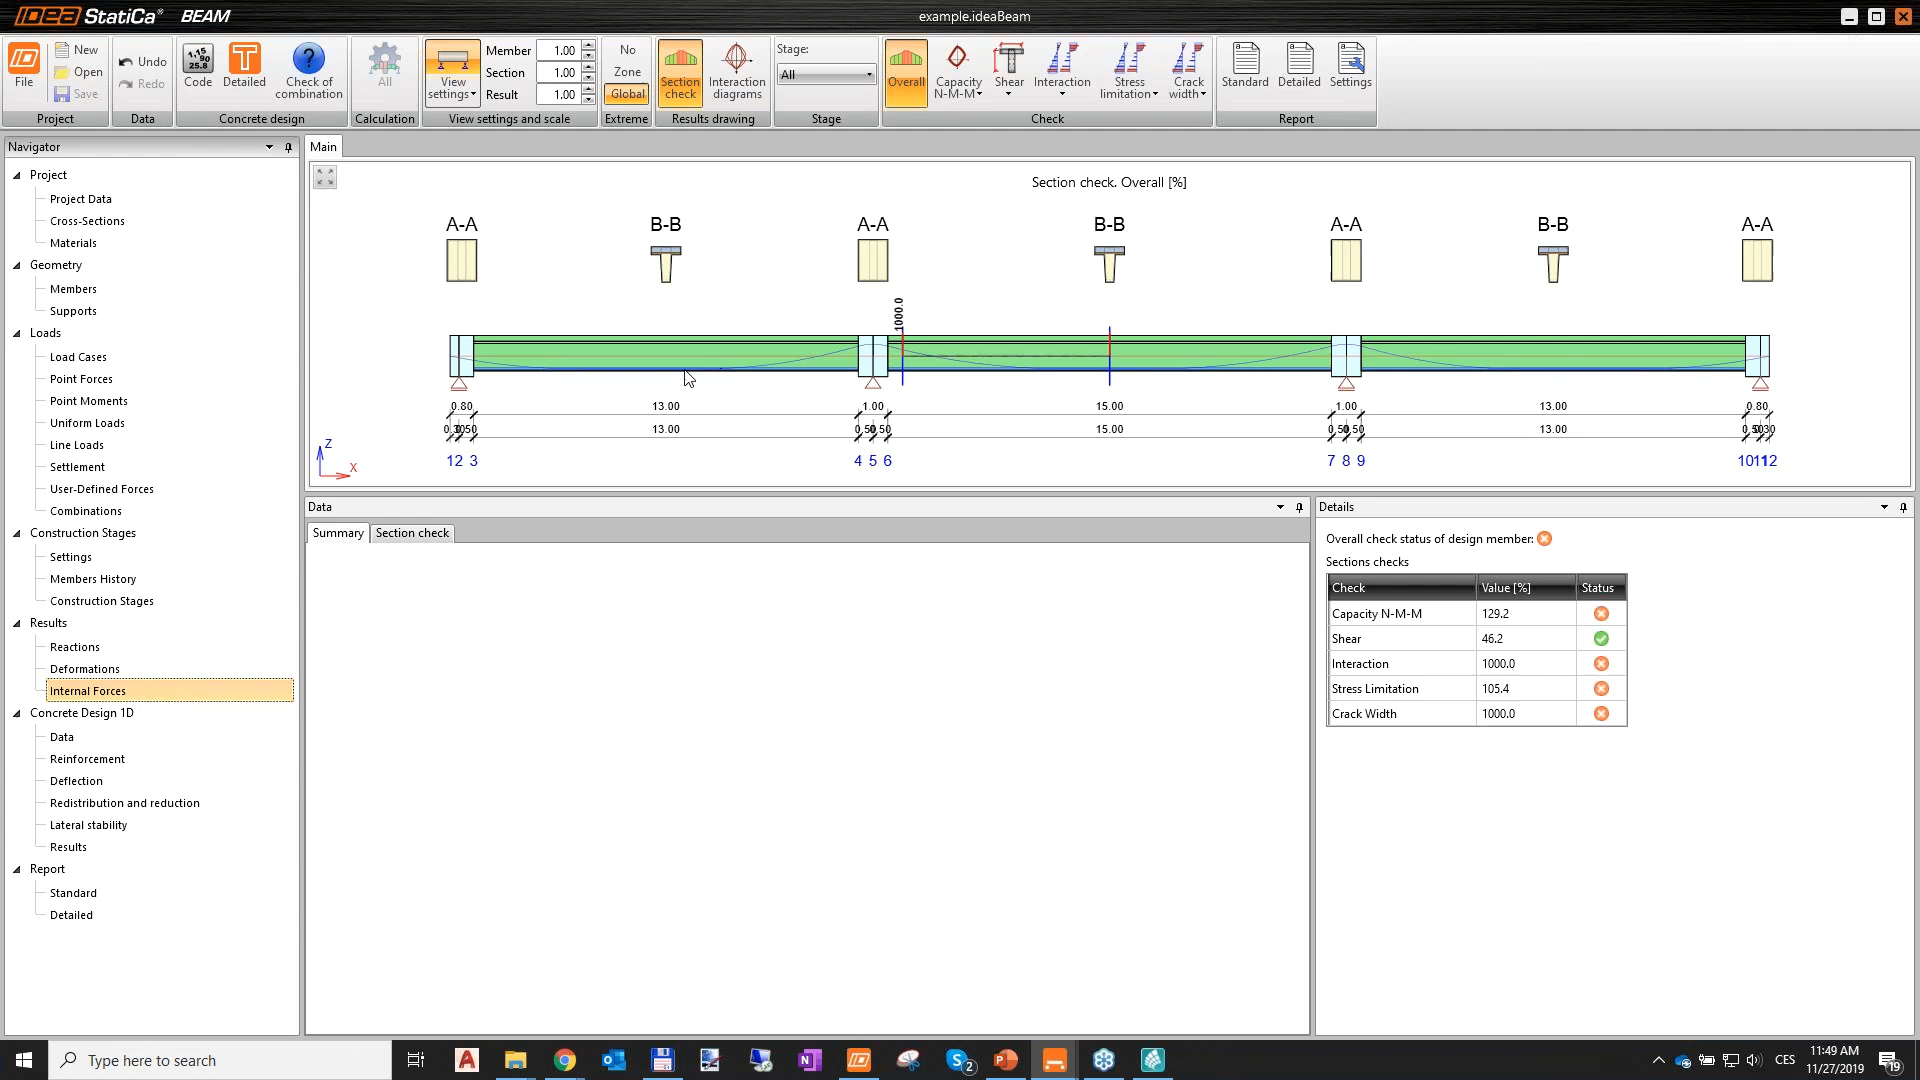 IDEA StatiCa® BEAM
example.ideaBeam
File
New
Open
Save
Project
Undo
Redo
Data
Code
Detailed
Check of
combination
Concrete design
All
Calculation
View
settings
Member 1.00
Section 1.00
Result 1.00
View settings and scale
No
Zone
Global
Extreme
Section
check
Interaction
diagrams
Results drawing
Stage:
All
Stage
Overall
Capacity
N-M-M
Shear
Interaction
Stress
limitation
Crack
width
Check
Standard
Detailed
Settings
Report
Navigator
Project
Project Data
Cross-Sections
Materials
Geometry
Members
Supports
Loads
Load Cases
Point Forces
Point Moments
Uniform Loads
Line Loads
Settlement
User-Defined Forces
Combinations
Construction Stages
Settings
Members History
Construction Stages
Results
Reactions
Deformations
Internal Forces
Concrete Design 1D
Data
Reinforcement
Deflection
Redistribution and reduction
Lateral stability
Results
Report
Standard
Detailed
Main
Section check. Overall [%]
A-A B-B A-A B-B A-A B-B A-A
1000.0
0.80 13.00 1.00 15.00 1.00 13.00 0.80
13.00 15.00 13.00
Z
X
12 3 4 5 6 7 8 9 101112
Data
Summary Section check
Details
Overall check status of design member:
Sections checks
Check Value [%] Status
Capacity N-M-M 129.2
Shear 46.2
Interaction 1000.0
Stress Limitation 105.4
Crack Width 1000.0
Type here to search
2
CES
11:49 AM
11/27/2019
19